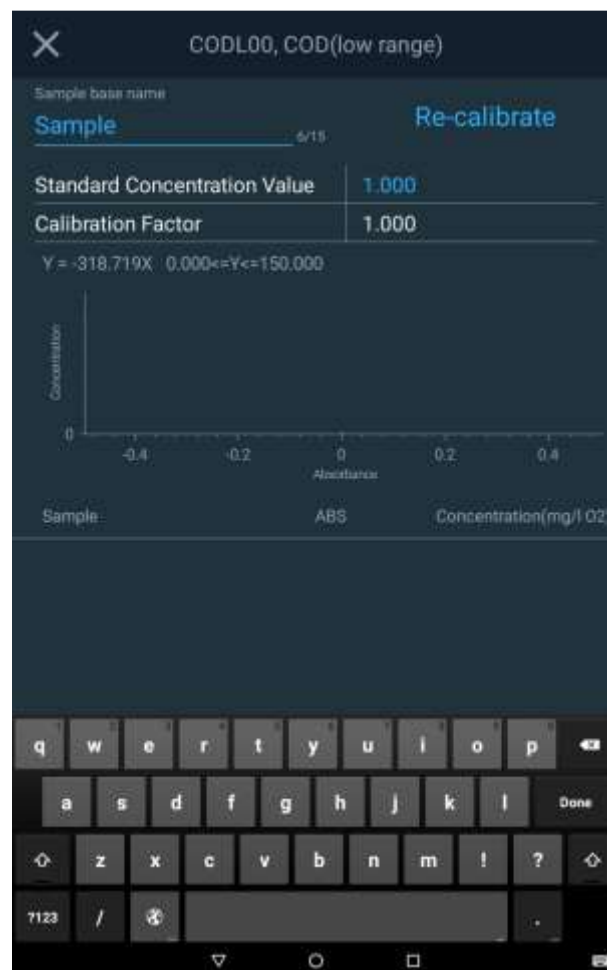 CODL00, COD(low range)
Sample base name
Sample
6/15
Re-calibrate
Standard Concentration Value 1.000
Calibration Factor 1.000
Y = -318.719X 0.000<=Y<=150.000
Concentration
0
-0.4 -0.2 0 0.2 0.4
Absorbance
Sample ABS Concentration(mg/l O2)
q w e r t y u i o p
a s d f g h j k l Done
z x c v b n m ! ?
?123 / .